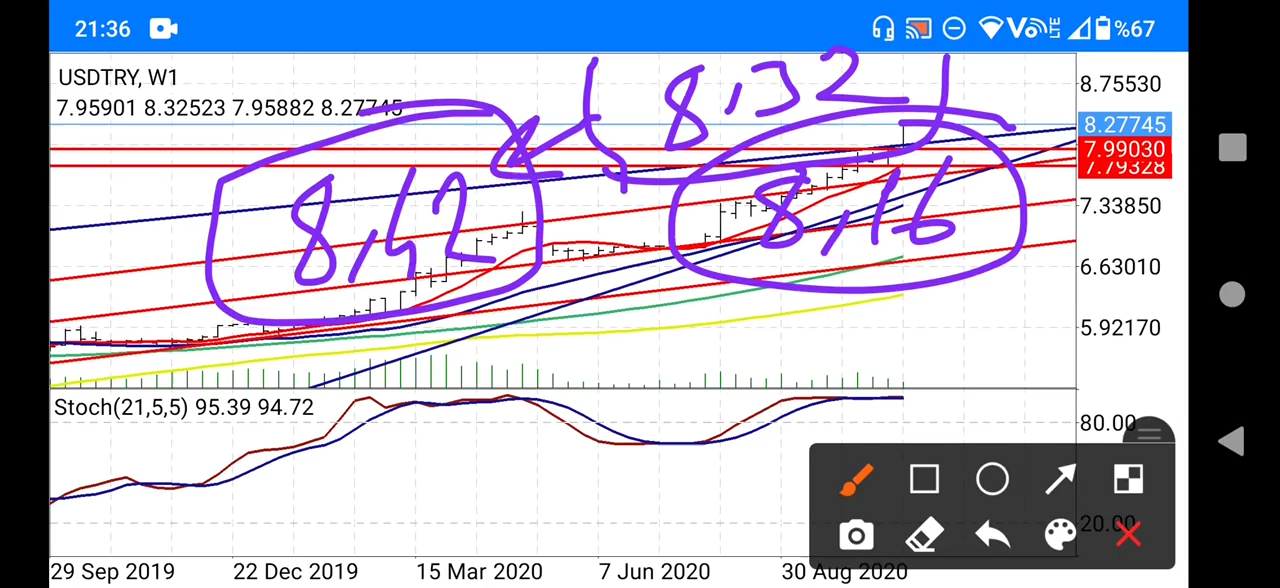 21:36 LTE %67
USDTRY, W1
7.95901 8.32523 7.95882 8.27745
8.75530
8.27745
7.99030
7.79328
7.33850
6.63010
5.92170
8,32
8,42
8,16
Stoch(21,5,5) 95.39 94.72
80.00
20.00
29 Sep 2019 22 Dec 2019 15 Mar 2020 7 Jun 2020 30 Aug 2020